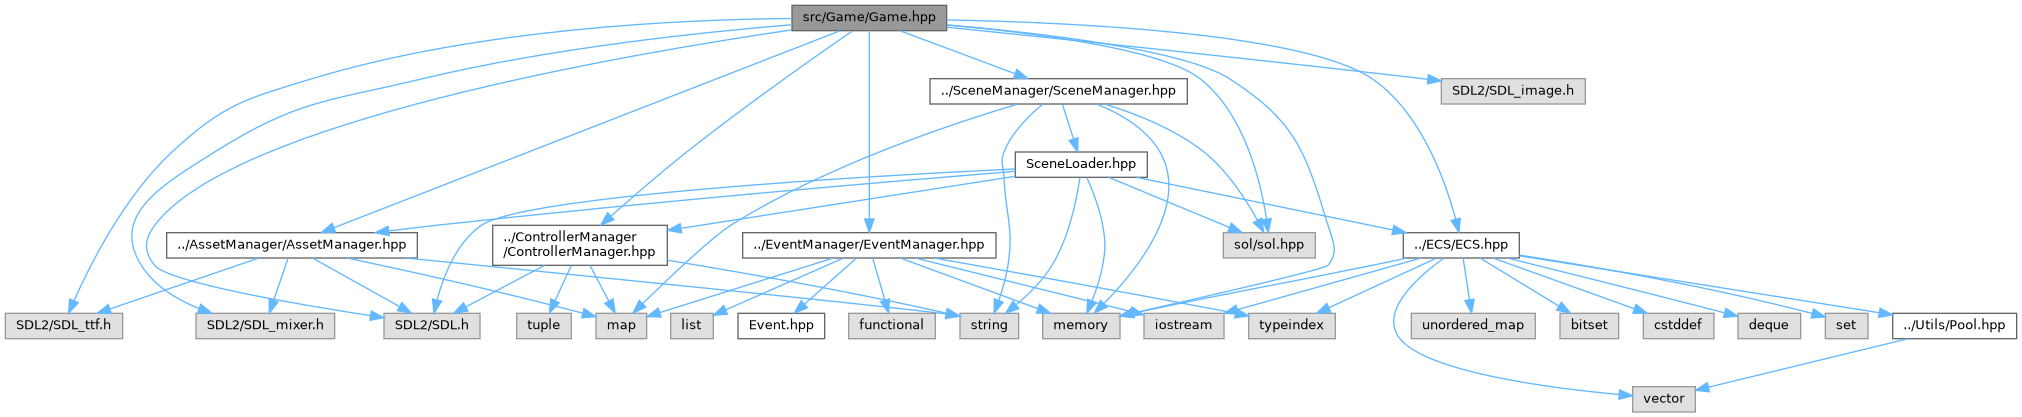 src/Game/Game.hpp
../SceneManager/SceneManager.hpp
SDL2/SDL_image.h
SceneLoader.hpp
../AssetManager/AssetManager.hpp
../ControllerManager
/ControllerManager.hpp
../EventManager/EventManager.hpp
sol/sol.hpp
../ECS/ECS.hpp
SDL2/SDL_ttf.h
SDL2/SDL_mixer.h
SDL2/SDL.h
tuple
map
list
Event.hpp
functional
string
memory
iostream
typeindex
unordered_map
bitset
cstddef
deque
set
../Utils/Pool.hpp
vector